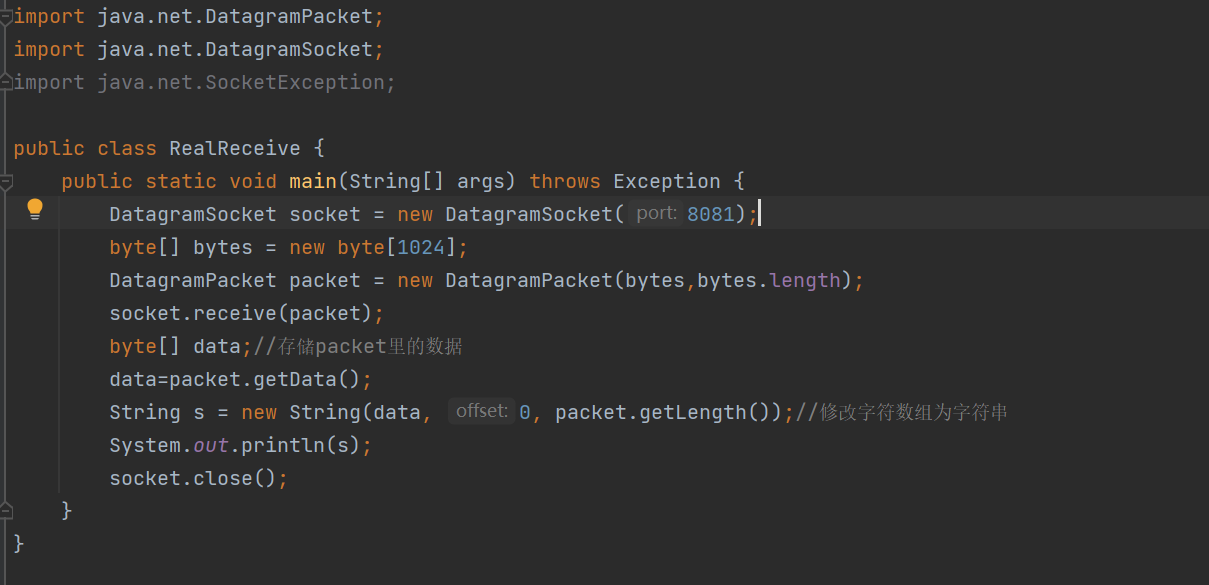 import java.net.DatagramPacket;
import java.net.DatagramSocket;
import java.net.SocketException;
public class RealReceive {
public static void main(String[] args) throws Exception {
DatagramSocket socket = new DatagramSocket( port: 8081);
byte[] bytes = new byte[1024];
DatagramPacket packet = new DatagramPacket(bytes,bytes.length);
socket.receive(packet);
byte[] data;//存储packet里的数据
data=packet.getData();
String s = new String(data, offset: 0, packet.getLength());//修改字符数组为字符串
System.out.println(s);
socket.close();
}
}